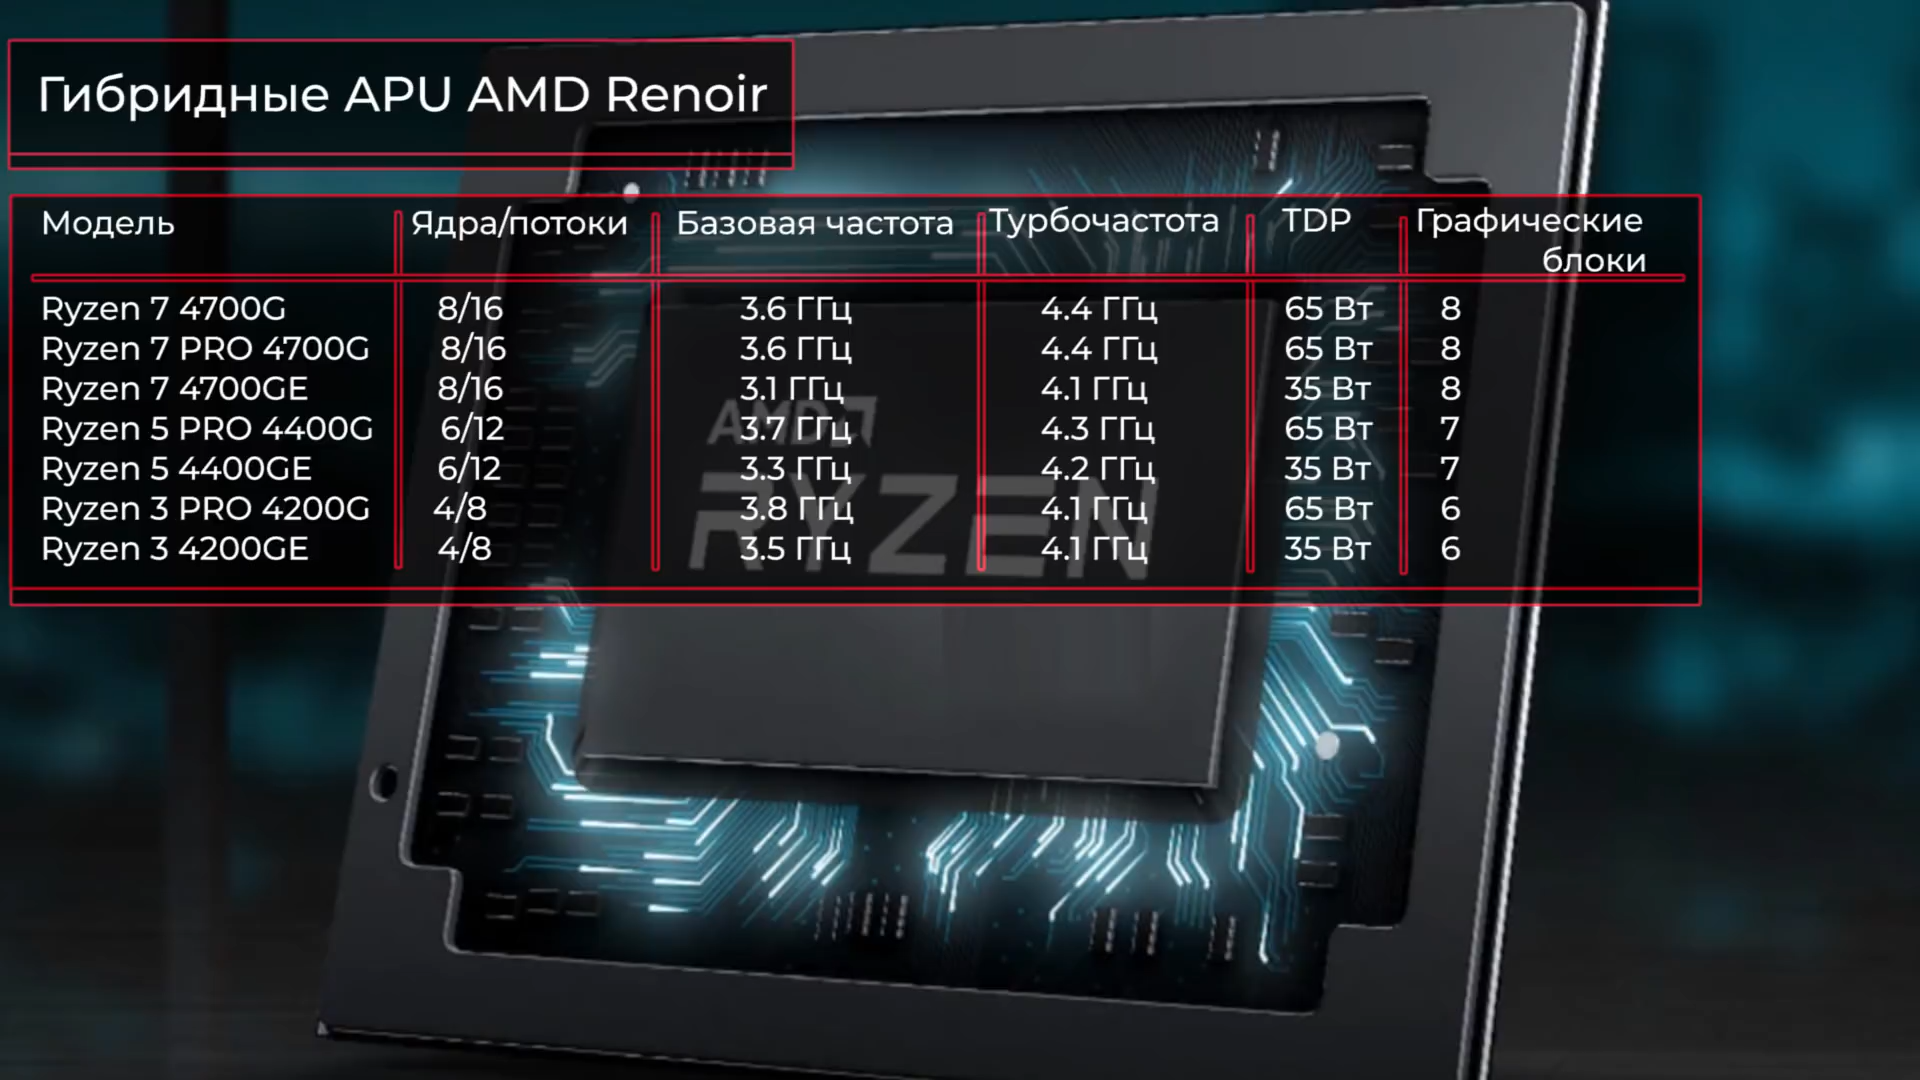 Гибридные APU AMD Renoir
Модель Ядра/потоки Базовая частота Турбочастота TDP Графические блоки
Ryzen 7 4700G 8/16 3.6 ГГц 4.4 ГГц 65 Вт 8
Ryzen 7 PRO 4700G 8/16 3.6 ГГц 4.4 ГГц 65 Вт 8
Ryzen 7 4700GE 8/16 3.1 ГГц 4.1 ГГц 35 Вт 8
Ryzen 5 PRO 4400G 6/12 3.7 ГГц 4.3 ГГц 65 Вт 7
Ryzen 5 4400GE 6/12 3.3 ГГц 4.2 ГГц 35 Вт 7
Ryzen 3 PRO 4200G 4/8 3.8 ГГц 4.1 ГГц 65 Вт 6
Ryzen 3 4200GE 4/8 3.5 ГГц 4.1 ГГц 35 Вт 6
AMD
RYZEN